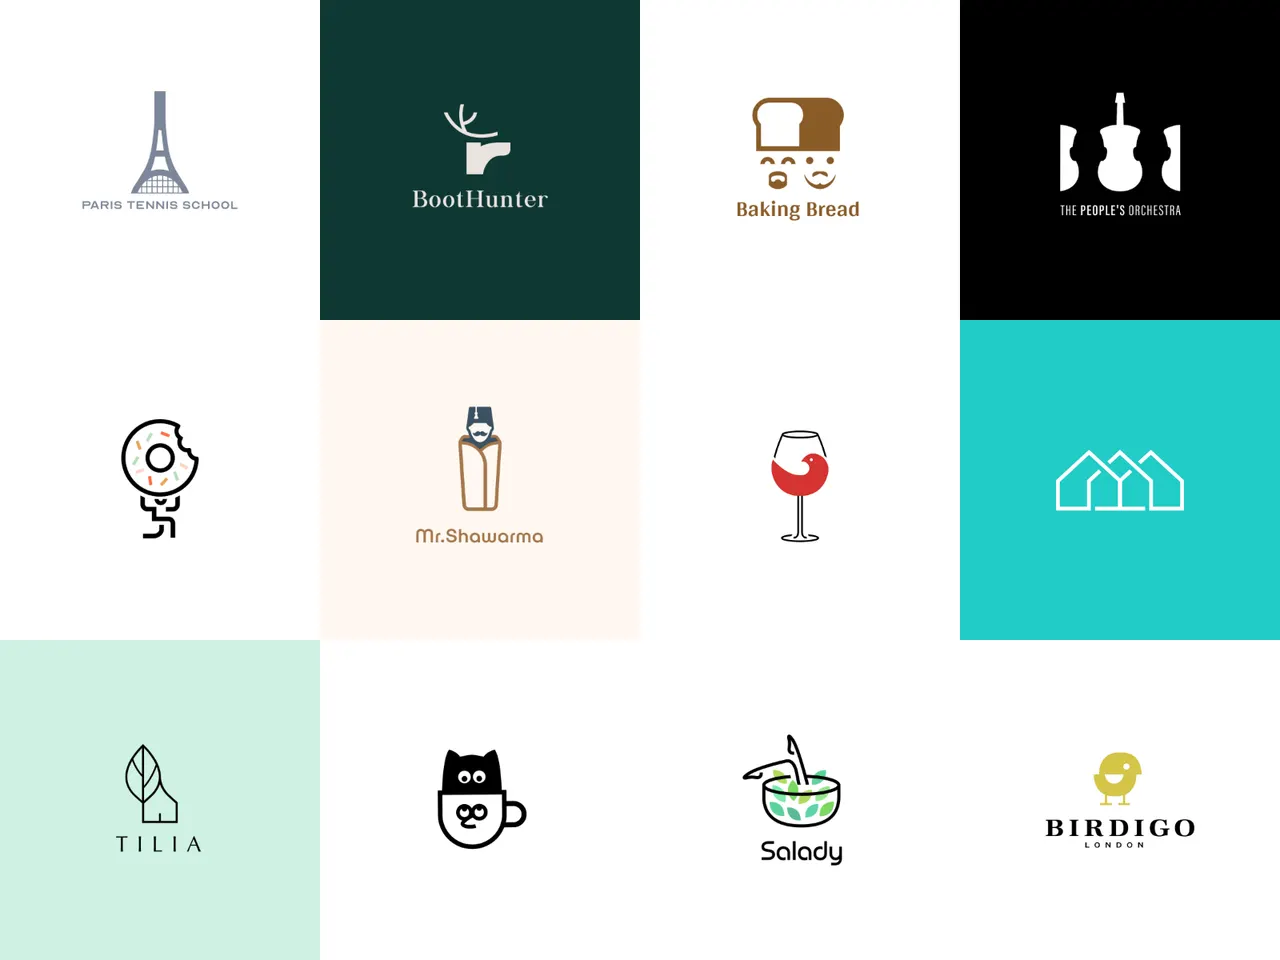 PARIS TENNIS SCHOOL
BootHunter
Baking Bread
THE PEOPLE'S ORCHESTRA
Mr.Shawarma
TILIA
Salady
BIRDIGO
LONDON